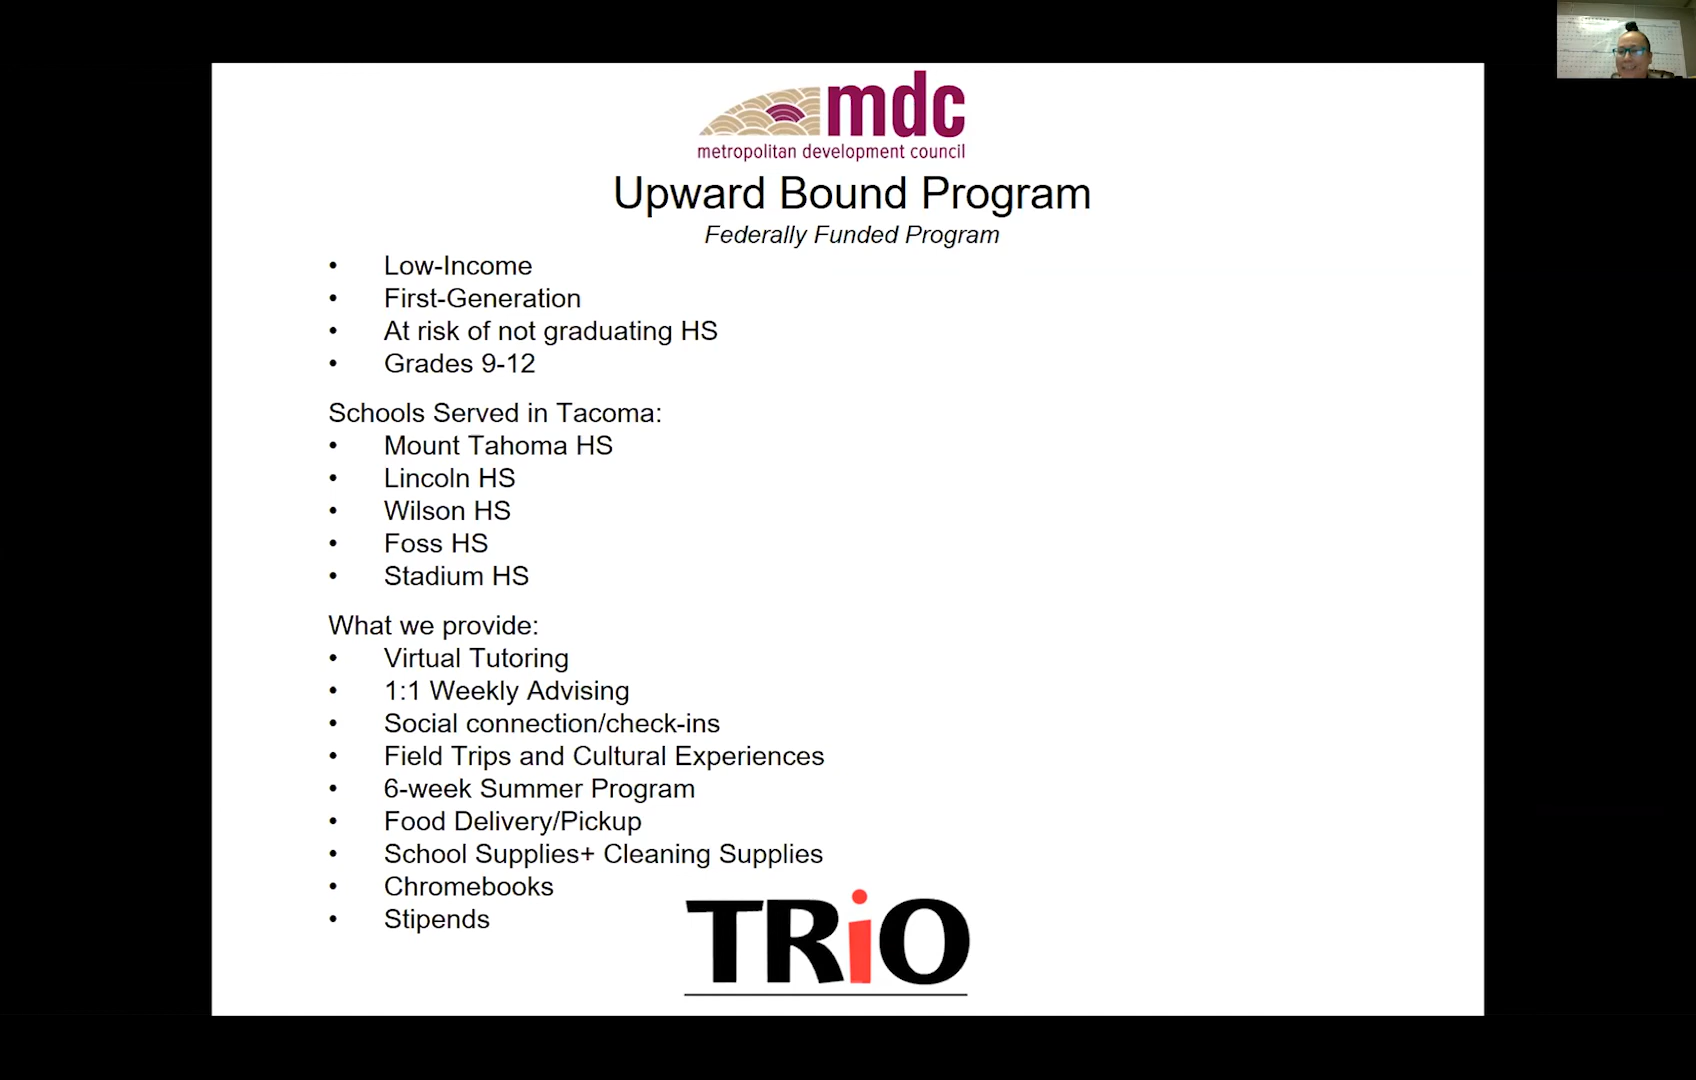 mdc
metropolitan development council
Upward Bound Program
Federally Funded Program
• Low-Income
• First-Generation
• At risk of not graduating HS
• Grades 9-12
Schools Served in Tacoma:
• Mount Tahoma HS
• Lincoln HS
• Wilson HS
• Foss HS
• Stadium HS
What we provide:
• Virtual Tutoring
• 1:1 Weekly Advising
• Social connection/check-ins
• Field Trips and Cultural Experiences
• 6-week Summer Program
• Food Delivery/Pickup
• School Supplies+ Cleaning Supplies
• Chromebooks
• Stipends
TRiO